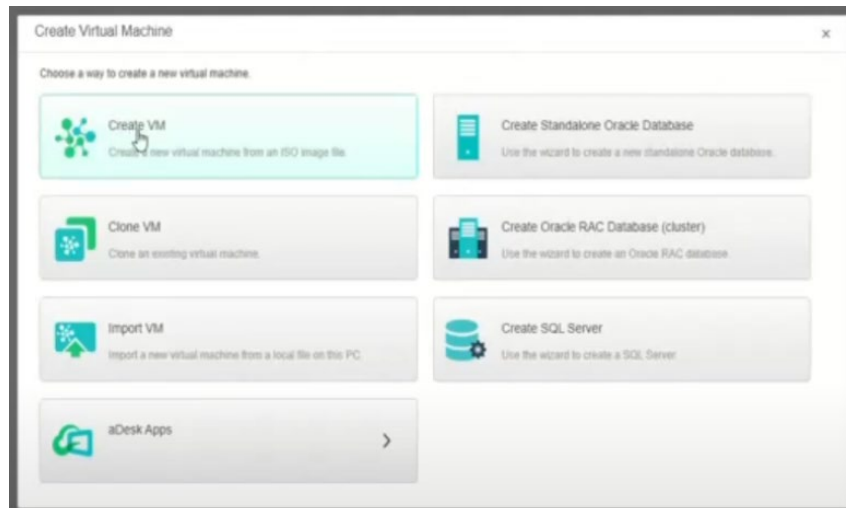 Create Virtual Machine
Choose a way to create a new virtual machine.
Create VM
Create a new virtual machine from an ISO image file.
Create Standalone Oracle Database
Use the wizard to create a new standalone Oracle database.
Clone VM
Clone an existing virtual machine.
Create Oracle RAC Database (cluster)
Use the wizard to create an Oracle RAC database.
Import VM
Import a new virtual machine from a local file on this PC.
Create SQL Server
Use the wizard to create a SQL Server.
aDesk Apps